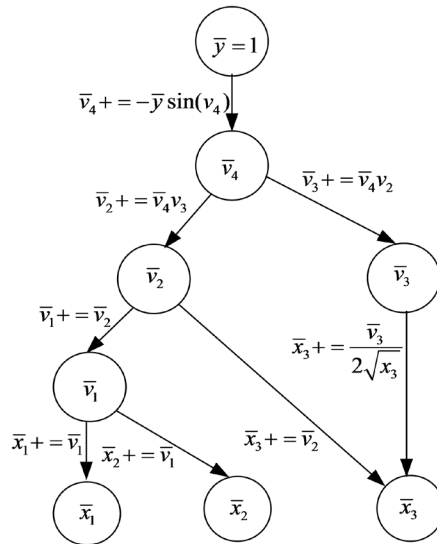 y̅ = 1
v̅₄ + = −y̅ sin(v₄)
v̅₄
v̅₂ + = v̅₄v₃
v̅₃ + = v̅₄v₂
v̅₂
v̅₃
v̅₁ + = v̅₂
x̅₃ + = v̅₃ / 2√x₃
v̅₁
x̅₁ + = v̅₁
x̅₂ + = v̅₁
x̅₃ + = v̅₂
x̅₁
x̅₂
x̅₃